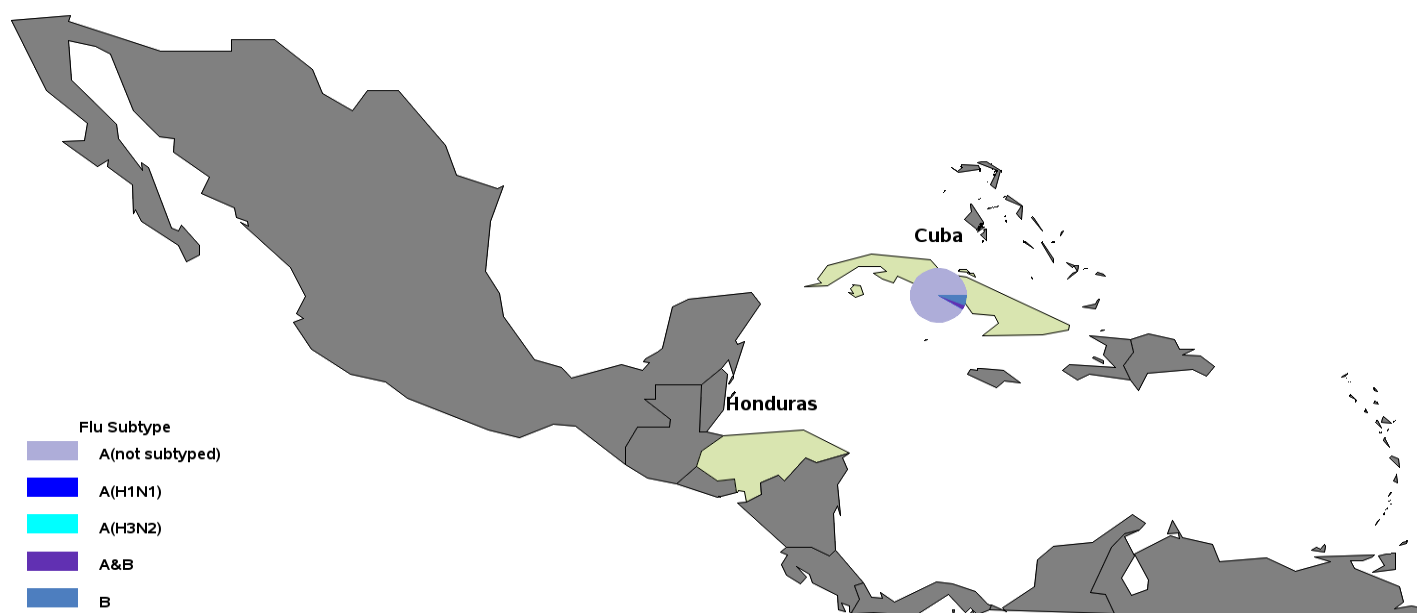 Cuba
Honduras
Flu Subtype
A(not subtyped)
A(H1N1)
A(H3N2)
A&B
B